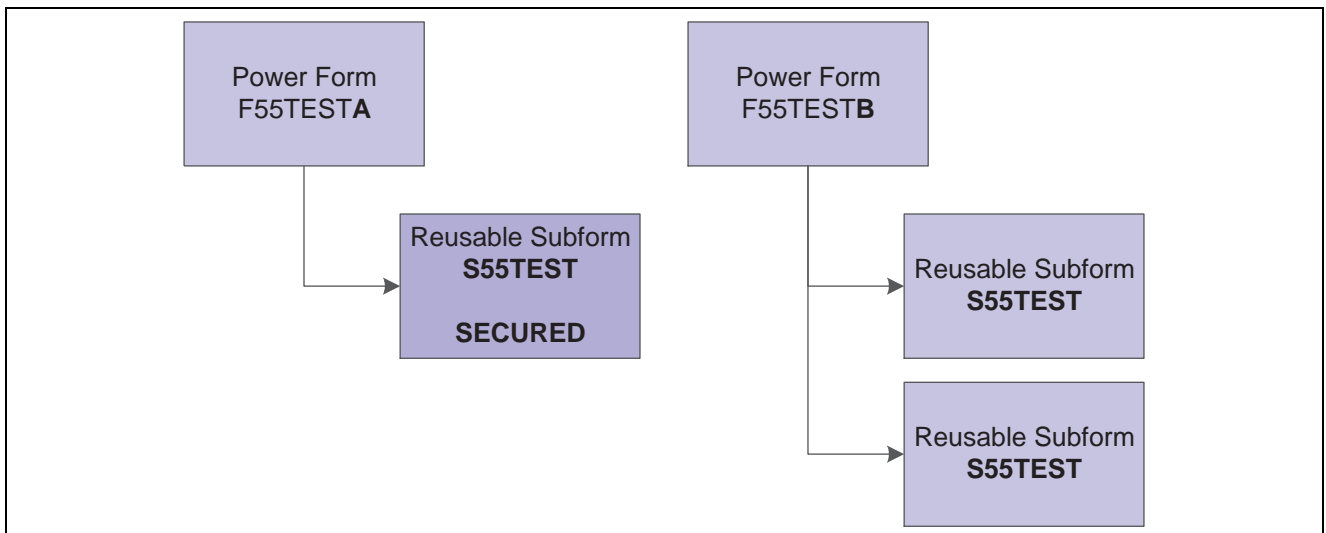 Power Form
F55TESTA
Power Form
F55TESTB
Reusable Subform
S55TEST
SECURED
Reusable Subform
S55TEST
Reusable Subform
S55TEST